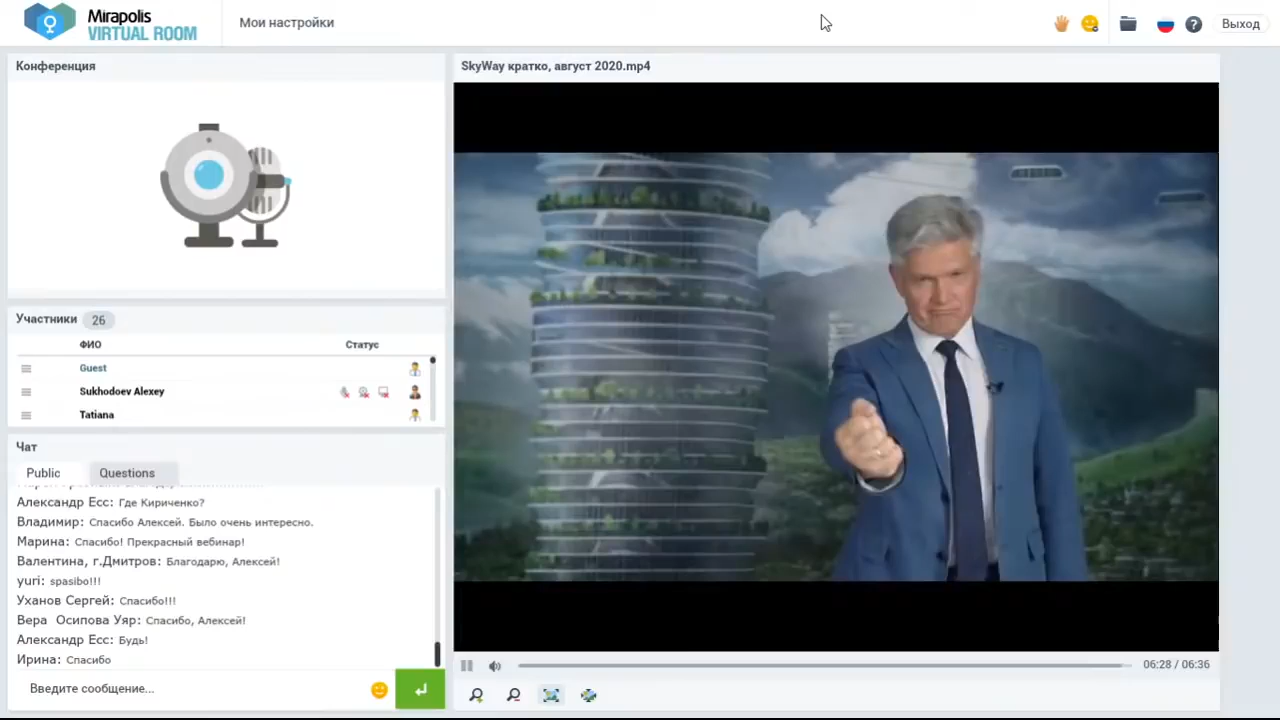 Mirapolis
VIRTUAL ROOM
Мои настройки
Выход
Конференция
SkyWay кратко, август 2020.mp4
Участники 26
ФИО Статус
Guest
Sukhodoev Alexey
Tatiana
Чат
Public Questions
Александр Есс: Где Кириченко?
Владимир: Спасибо Алексей. Было очень интересно.
Марина: Спасибо! Прекрасный вебинар!
Валентина, г.Дмитров: Благодарю, Алексей!
yuri: spasibo!!!
Уханов Сергей: Спасибо!!!
Вера Осипова Уяр: Спасибо, Алексей!
Александр Есс: Будь!
Ирина: Спасибо
Введите сообщение...
06:28 / 06:36